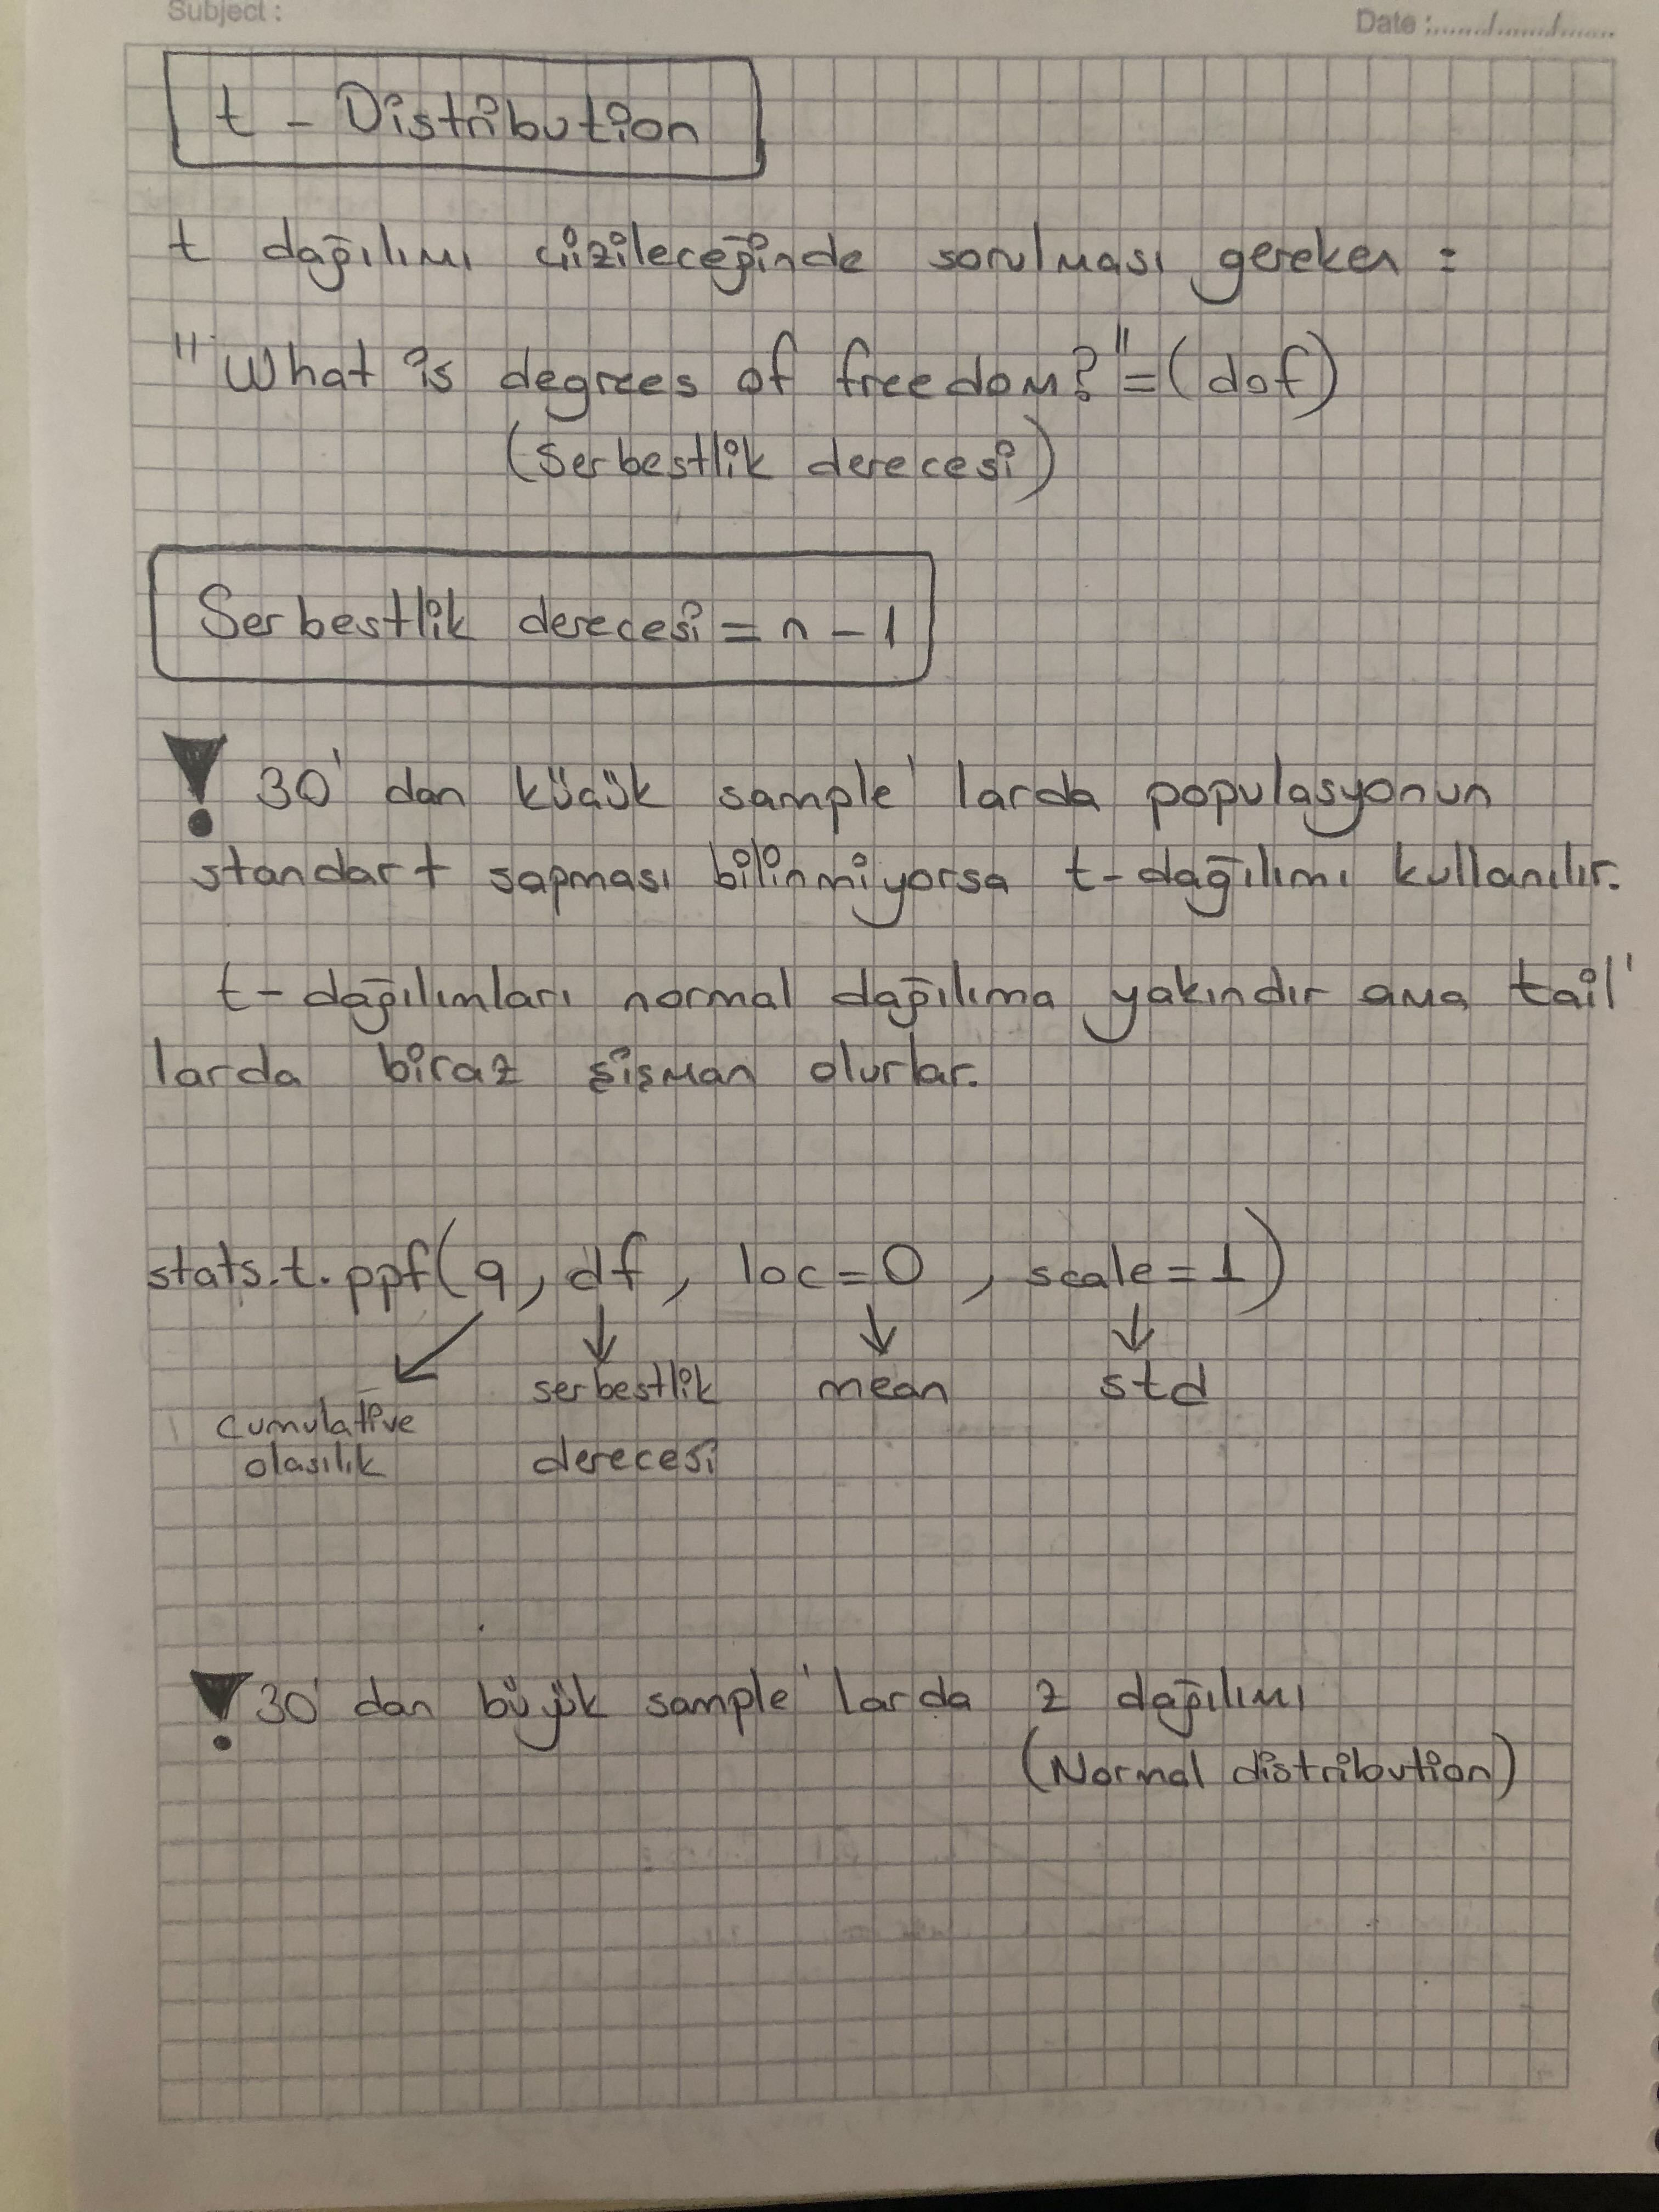 Subject :
Date :....../......./.......
t - Distribution
t dağılımı çizileceğinde sorulması gereken :
"What is degrees of freedom?" = (dof)
(Serbestlik derecesi)
Serbestlik derecesi = n - 1
! 30' dan küçük sample' larda populasyonun
standart sapması bilinmiyorsa t-dağılımı kullanılır.
t-dağılımları normal dağılıma yakındır ama tail'
larda biraz şişman olurlar.
stats.t.ppf(q, df, loc=0, scale=1)
serbestlik mean std
cumulative
olasılık derecesi
! 30' dan büyük sample' larda z dağılımı
(Normal distribution)